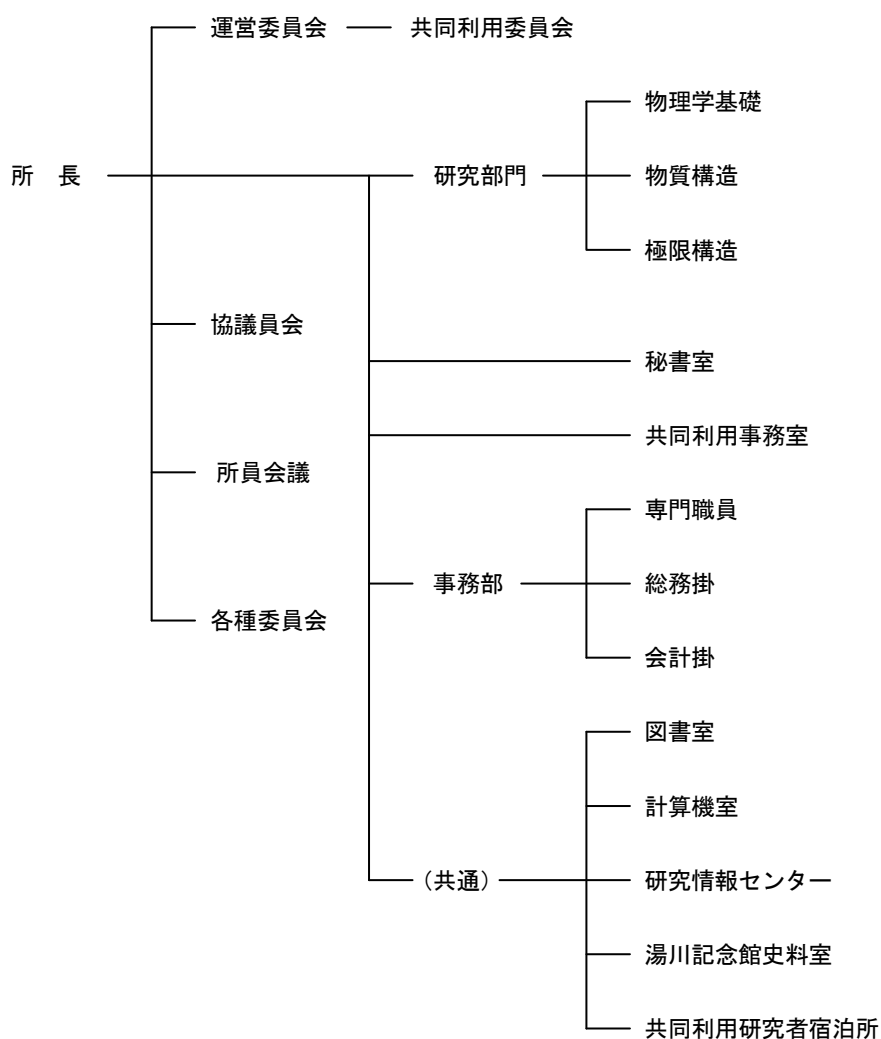 運営委員会 共同利用委員会
物理学基礎
所 長 研究部門 物質構造
極限構造
協議員会
秘書室
共同利用事務室
所員会議
専門職員
事務部 総務掛
各種委員会
会計掛
図書室
計算機室
（共通） 研究情報センター
湯川記念館史料室
共同利用研究者宿泊所